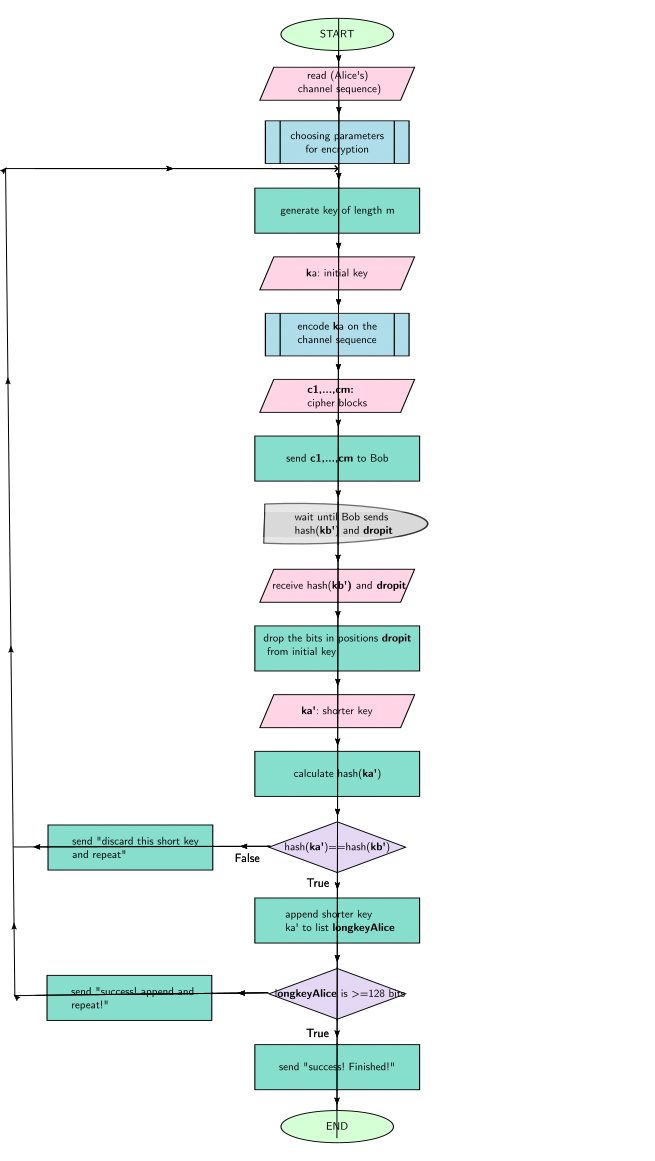 START
read (Alice's)
channel sequence)
choosing parameters
for encryption
generate key of length m
ka: initial key
encode ka on the
channel sequence
c1,...,cm:
cipher blocks
send c1,...,cm to Bob
wait until Bob sends
hash(kb') and dropit
receive hash(kb') and dropit
drop the bits in positions dropit
from initial key
ka': shorter key
calculate hash(ka')
send "discard this short key
and repeat"
False
hash(ka')==hash(kb')
True
append shorter key
ka' to list longkeyAlice
send "success! append and
repeat!"
longkeyAlice is >=128 bits
True
send "success! Finished!"
END